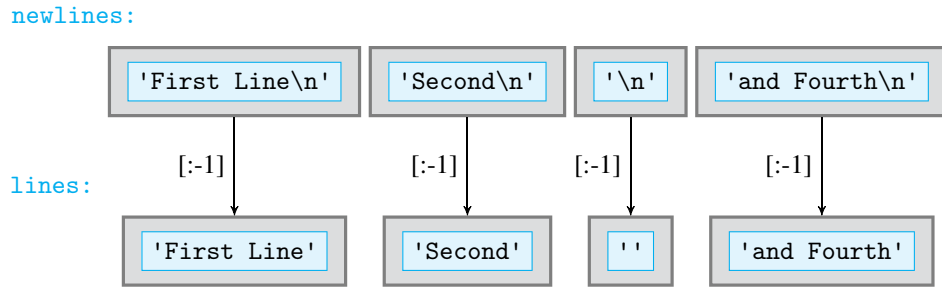 newlines:
'First Line\n' 'Second\n' '\n' 'and Fourth\n'
[:-1] [:-1] [:-1] [:-1]
lines:
'First Line' 'Second' '' 'and Fourth'